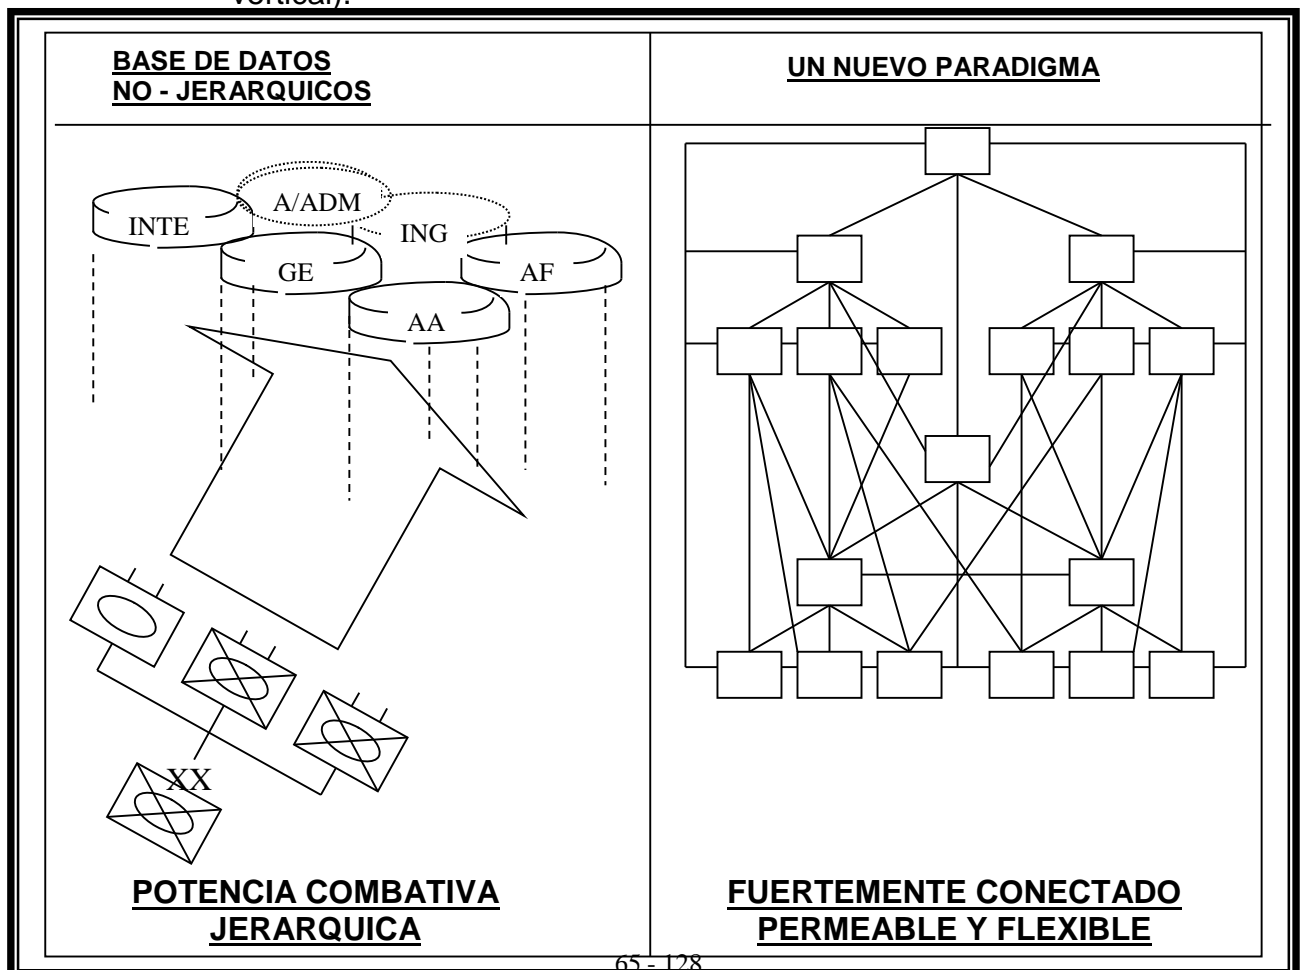 vertical).
BASE DE DATOS
NO - JERARQUICOS
UN NUEVO PARADIGMA
A/ADM
INTE
ING
GE
AF
AA
XX
POTENCIA COMBATIVA
JERARQUICA
FUERTEMENTE CONECTADO
PERMEABLE Y FLEXIBLE
65 - 128